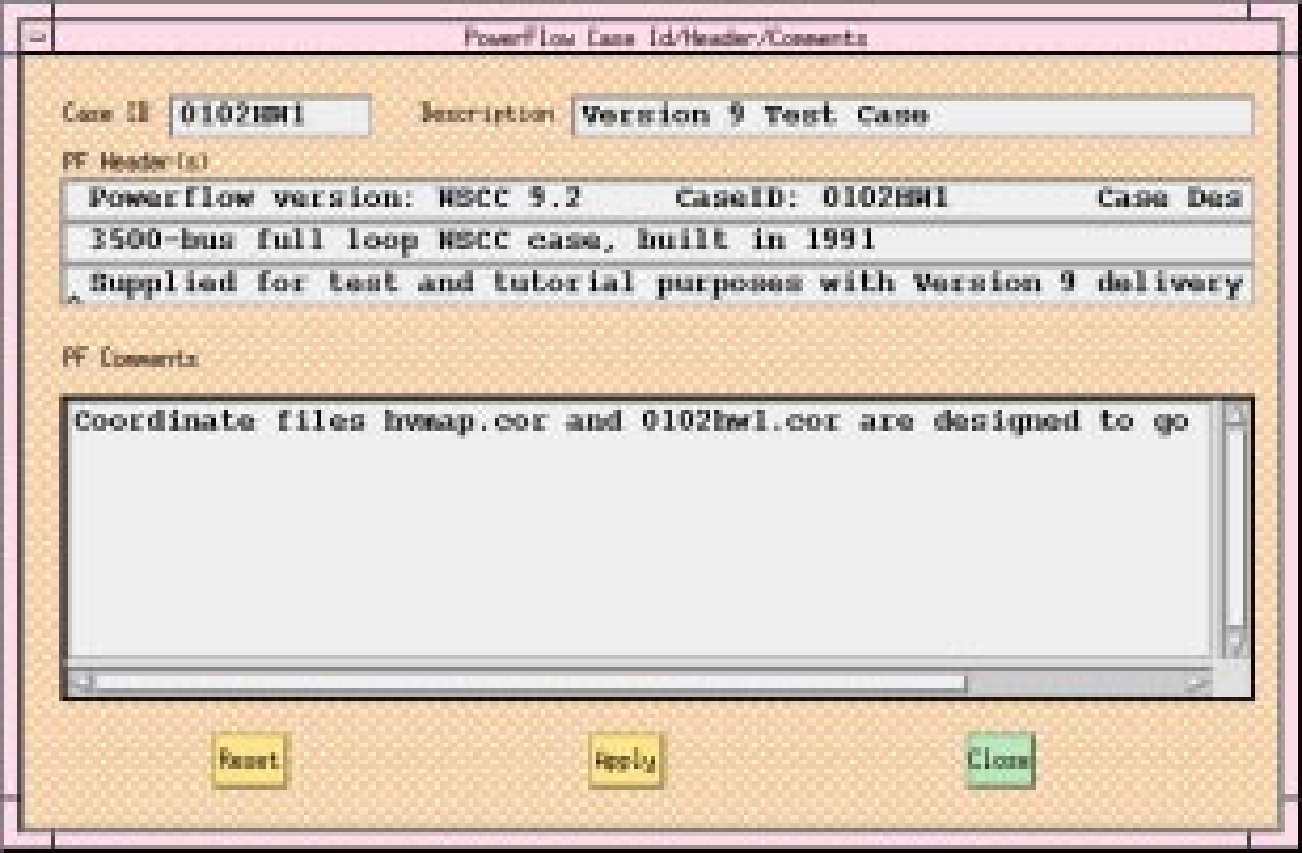 Powerflow Case Id/Header/Comments
Case ID 0102HW1 Description Version 9 Test Case
PF Header(s)
Powerflow version: WSCC 9.2 CaseID: 0102HW1 Case Des
3500-bus full loop WSCC case, built in 1991
Supplied for test and tutorial purposes with Version 9 delivery
PF Comments
Coordinate files hvmap.cor and 0102hw1.cor are designed to go
Reset Apply Close